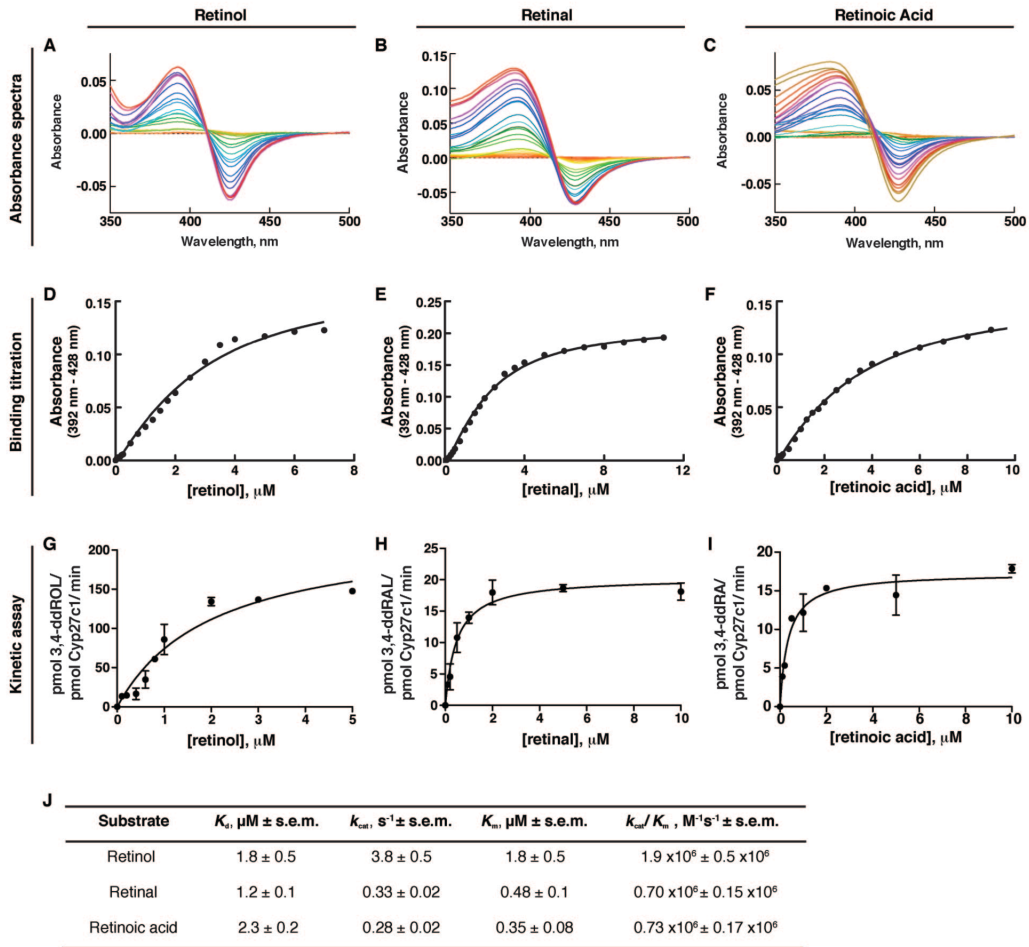 Retinol
Retinal
Retinoic Acid
Absorbance spectra
A
Absorbance
0.05
0.00
-0.05
350
400
450
500
Wavelength, nm
B
Absorbance
0.15
0.10
0.05
0.00
-0.05
350
400
450
500
Wavelength, nm
C
Absorbance
0.05
0.00
-0.05
350
400
450
500
Wavelength, nm
Binding titration
D
Absorbance
(392 nm - 428 nm)
0.15
0.10
0.05
0.00
0
2
4
6
8
[retinol], μM
E
Absorbance
(392 nm - 428 nm)
0.25
0.20
0.15
0.10
0.05
0.00
0
4
8
12
[retinal], μM
F
Absorbance
(392 nm - 428 nm)
0.15
0.10
0.05
0.00
0
2
4
6
8
10
[retinoic acid], μM
Kinetic assay
G
pmol 3,4-ddROL/
pmol Cyp27c1/ min
200
150
100
50
0
0
1
2
3
4
5
[retinol], μM
H
pmol 3,4-ddRAL/
pmol Cyp27c1/ min
25
20
15
10
5
0
0
2
4
6
8
10
[retinal], μM
I
pmol 3,4-ddRA/
pmol Cyp27c1/ min
20
15
10
5
0
0
2
4
6
8
10
[retinoic acid], μM
J
Substrate Kd, μM ± s.e.m. kcat, s⁻¹ ± s.e.m. Km, μM ± s.e.m. kcat/ Km , M⁻¹s⁻¹ ± s.e.m.
Retinol 1.8 ± 0.5 3.8 ± 0.5 1.8 ± 0.5 1.9 x10⁶ ± 0.5 x10⁶
Retinal 1.2 ± 0.1 0.33 ± 0.02 0.48 ± 0.1 0.70 x10⁶ ± 0.15 x10⁶
Retinoic acid 2.3 ± 0.2 0.28 ± 0.02 0.35 ± 0.08 0.73 x10⁶ ± 0.17 x10⁶